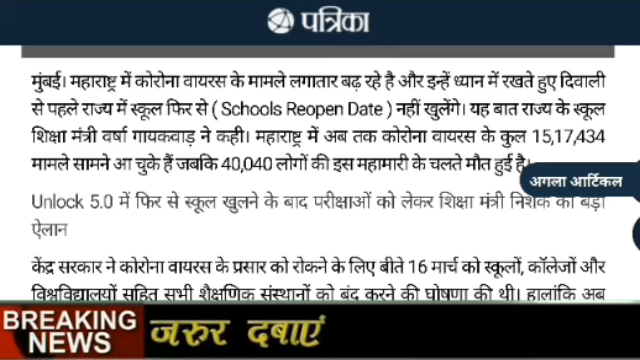 पत्रिका
मुंबई। महाराष्ट्र में कोरोना वायरस के मामले लगातार बढ़ रहे है और इन्हें ध्यान में रखते हुए दिवाली
से पहले राज्य में स्कूल फिर से ( Schools Reopen Date ) नहीं खुलेंगे। यह बात राज्य के स्कूल
शिक्षा मंत्री वर्षा गायकवाड़ ने कही। महाराष्ट्र में अब तक कोरोना वायरस के कुल 15,17,434
मामले सामने आ चुके हैं जबकि 40,040 लोगों की इस महामारी के चलते मौत हुई है।
अगला आर्टिकल
Unlock 5.0 में फिर से स्कूल खुलने के बाद परीक्षाओं को लेकर शिक्षा मंत्री निशंक का बड़ा
ऐलान
केंद्र सरकार ने कोरोना वायरस के प्रसार को रोकने के लिए बीते 16 मार्च को स्कूलों, कॉलेजों और
विश्वविद्यालयों सहित सभी शैक्षणिक संस्थानों को बंद करने की घोषणा की थी। हालांकि अब
BREAKING
NEWS
जरुर दबाएं